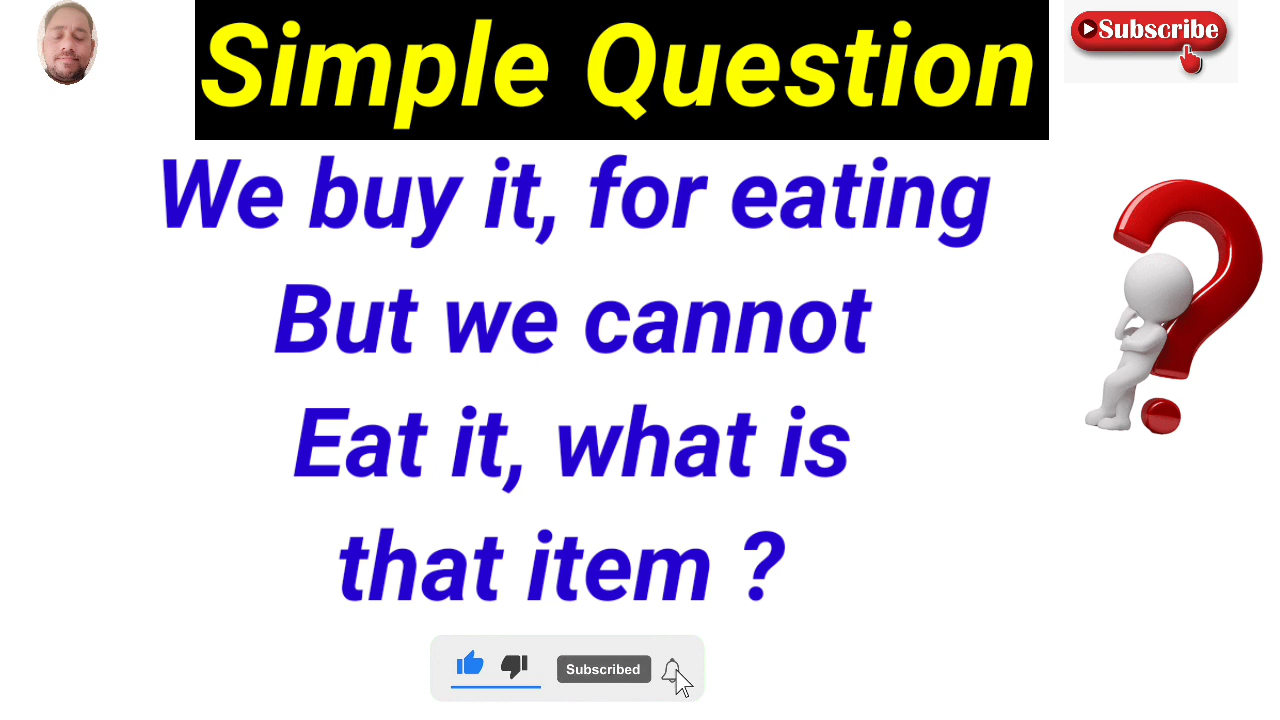 Simple Question
Subscribe
We buy it, for eating
But we cannot
Eat it, what is
that item ?
Subscribed